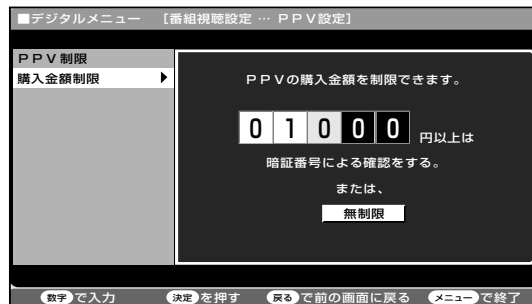 ■デジタルメニュー ［番組視聴設定 … ＰＰＶ設定］
ＰＰＶ制限
購入金額制限
ＰＰＶの購入金額を制限できます。
0 1 0 0 0 円以上は
暗証番号による確認をする。
または、
無制限
数字で入力 決定を押す 戻るで前の画面に戻る メニューで終了